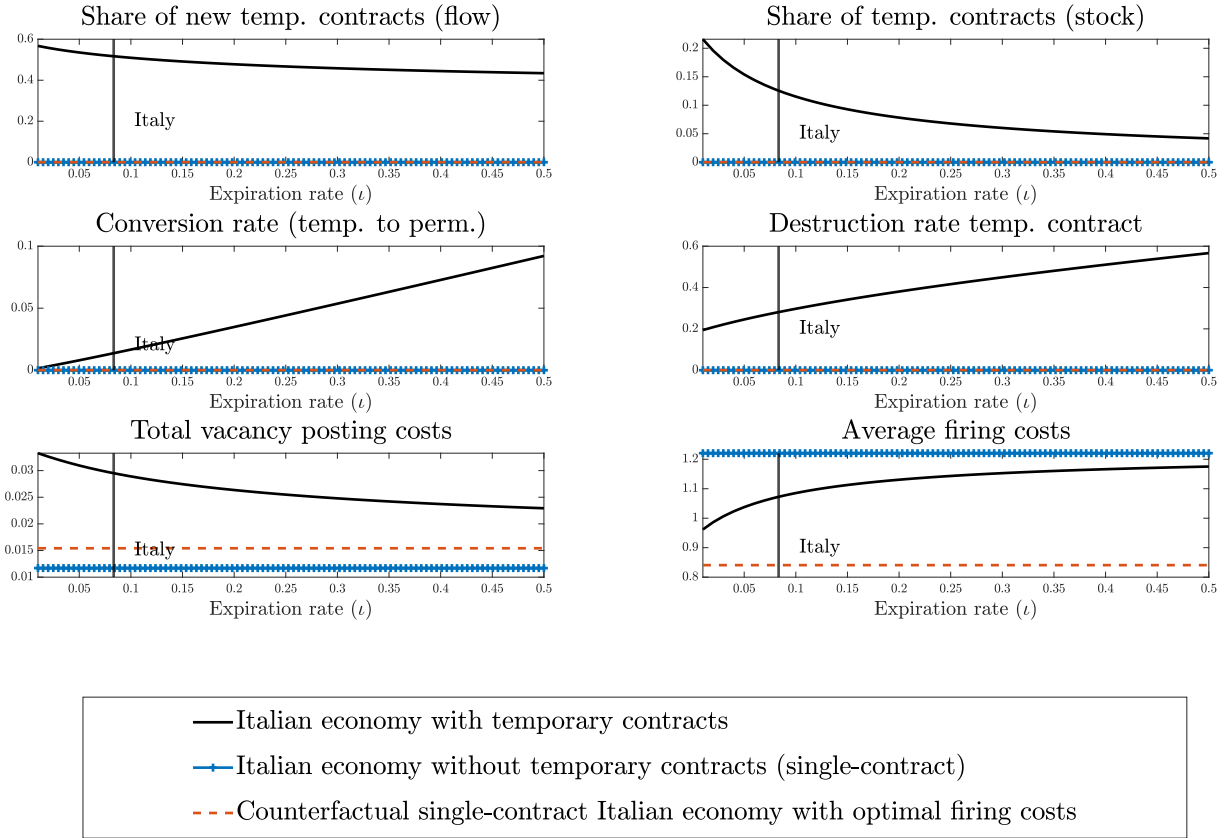 Share of new temp. contracts (flow)
0.6
0.4
0.2
0
Italy
0.05 0.1 0.15 0.2 0.25 0.3 0.35 0.4 0.45 0.5
Expiration rate (ι)
Share of temp. contracts (stock)
0.2
0.15
0.1
0.05
0
Italy
0.05 0.1 0.15 0.2 0.25 0.3 0.35 0.4 0.45 0.5
Expiration rate (ι)
Conversion rate (temp. to perm.)
0.1
0.05
0
Italy
0.05 0.1 0.15 0.2 0.25 0.3 0.35 0.4 0.45 0.5
Destruction rate temp. contract
0.6
0.4
0.2
0
Italy
0.05 0.1 0.15 0.2 0.25 0.3 0.35 0.4 0.45 0.5
Total vacancy posting costs
0.03
0.025
0.02
0.015
0.01
Italy
0.05 0.1 0.15 0.2 0.25 0.3 0.35 0.4 0.45 0.5
Expiration rate (ι)
Average firing costs
1.2
1.1
1
0.9
0.8
Italy
0.05 0.1 0.15 0.2 0.25 0.3 0.35 0.4 0.45 0.5
Expiration rate (ι)
Italian economy with temporary contracts
Italian economy without temporary contracts (single-contract)
Counterfactual single-contract Italian economy with optimal firing costs